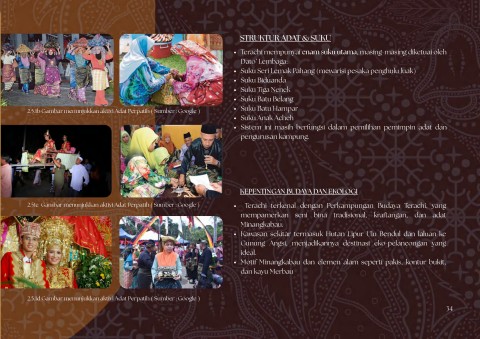 STRUKTUR ADAT & SUKU
• Terachi mempunyai enam suku utama, masing-masing diketuai oleh
Dato' Lembaga:
• Suku Seri Lemak Pahang (mewarisi pesaka penghulu luak)
• Suku Biduanda
• Suku Tiga Nenek
• Suku Batu Belang
• Suku Batu Hampar
• Suku Anak Acheh
• Sistem ini masih berfungsi dalam pemilihan pemimpin adat dan
pengurusan kampung.
2.5.1b Gambar menunjukkan aktivi Adat Perpatih ( Sumber : Google )
2.5.1c Gambar menunjukkan aktivi Adat Perpatih ( Sumber : Google )
2.5.1d Gambar menunjukkan aktivi Adat Perpatih ( Sumber : Google )
KEPENTINGAN BUDAYA DAN EKOLOGI
• Terachi terkenal dengan Perkampungan Budaya Terachi, yang
mempamerkan seni bina tradisional, kraftangan, dan adat
Minangkabau.
• Kawasan sekitar termasuk Hutan Lipur Ulu Bendul dan laluan ke
Gunung Angsi, menjadikannya destinasi eko-pelancongan yang
ideal.
• Motif Minangkabau dan elemen alam seperti pakis, kontur bukit,
dan kayu Merbau